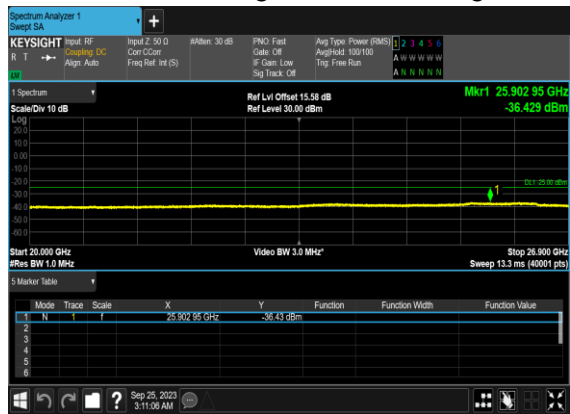 Spectrum Analyzer 1
Swept SA
+
KEYSIGHT Input: RF Input Z: 50 Ω #Atten: 30 dB PNO: Fast Avg Type: Power (RMS) 1 2 3 4 5 6
R T Coupling: DC Corr CCorr Gate: Off Avg|Hold: 100/100 A W W W W W
Align: Auto Freq Ref: Int (S) IF Gain: Low Trig: Free Run
LW Sig Track: Off A N N N N N
1 Spectrum Ref Lvl Offset 15.58 dB Mkr1 25.902 95 GHz
Scale/Div 10 dB Ref Level 30.00 dBm -36.429 dBm
Log
20.0
10.0
0.00
-10.0
-20.0
DL1 -25.00 dBm
1
-30.0
-40.0
-50.0
-60.0
Start 20.000 GHz Video BW 3.0 MHz* Stop 26.900 GHz
#Res BW 1.0 MHz Sweep 13.3 ms (40001 pts)
5 Marker Table
Mode Trace Scale X Y Function Function Width Function Value
1 N 1 f 25.902 95 GHz -36.43 dBm
2
3
4
5
6
? Sep 25, 2023
3:11:06 AM